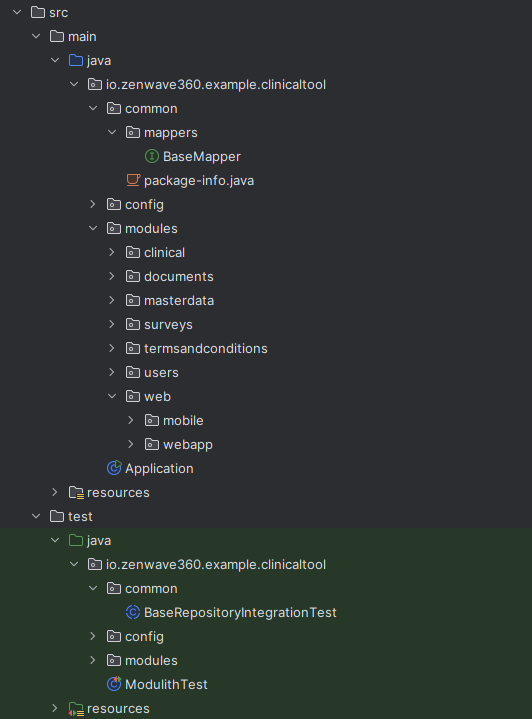 src
main
java
io.zenwave360.example.clinicaltool
common
mappers
BaseMapper
package-info.java
config
modules
clinical
documents
masterdata
surveys
termsandconditions
users
web
mobile
webapp
Application
resources
test
java
io.zenwave360.example.clinicaltool
common
BaseRepositoryIntegrationTest
config
modules
ModulithTest
resources